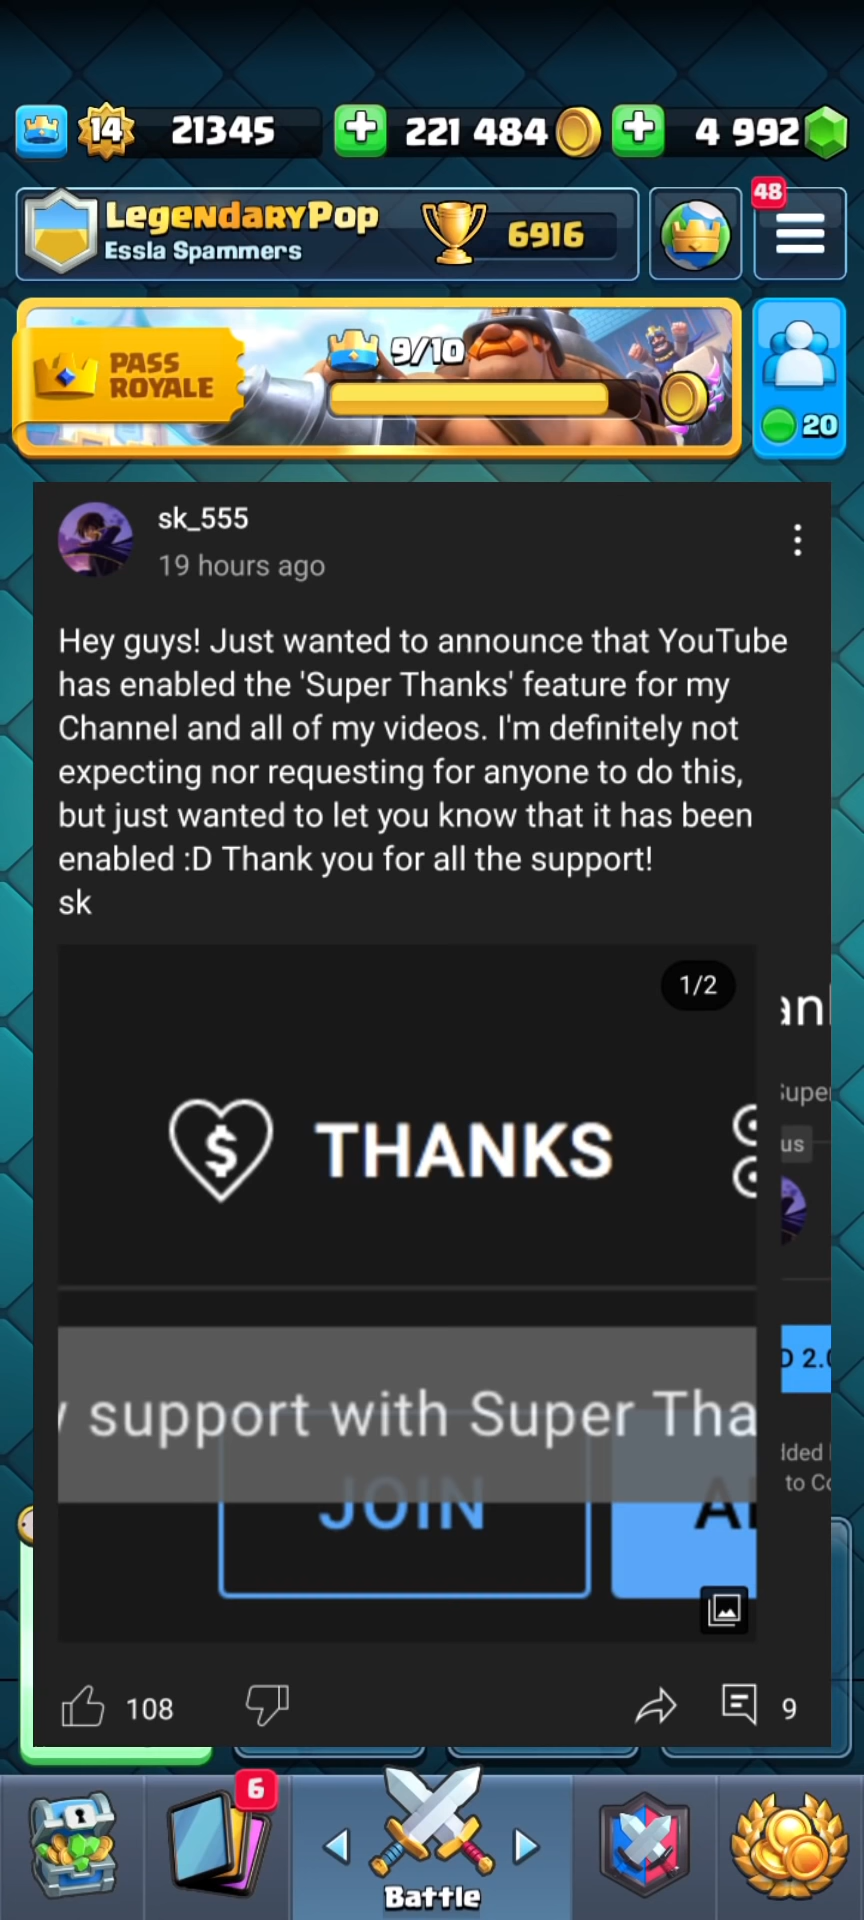 14 21345 221 484 4 992
LegendaryPop
Essla Spammers
6916
48
PASS
ROYALE
9/10
20
sk_555
19 hours ago
Hey guys! Just wanted to announce that YouTube
has enabled the 'Super Thanks' feature for my
Channel and all of my videos. I'm definitely not
expecting nor requesting for anyone to do this,
but just wanted to let you know that it has been
enabled :D Thank you for all the support!
sk
1/2
THANKS
$
support with Super Tha
JOIN
108
9
6
Battle